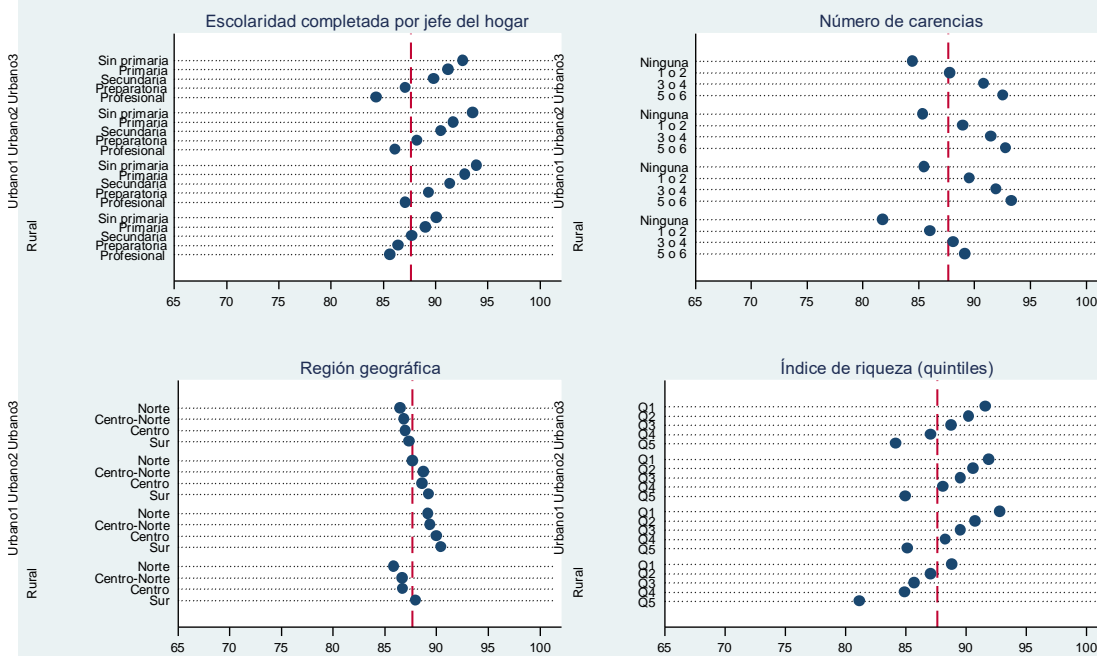 Escolaridad completada por jefe del hogar
Urbano1 Urbano2 Urbano3
Rural
Sin primaria
Primaria
Secundaria
Preparatoria
Profesional
Sin primaria
Primaria
Secundaria
Preparatoria
Profesional
Sin primaria
Primaria
Secundaria
Preparatoria
Profesional
Sin primaria
Primaria
Secundaria
Preparatoria
Profesional
65 70 75 80 85 90 95 100
Número de carencias
Urbano1 Urbano2 Urbano3
Rural
Ninguna
1 o 2
3 o 4
5 o 6
Ninguna
1 o 2
3 o 4
5 o 6
Ninguna
1 o 2
3 o 4
5 o 6
Ninguna
1 o 2
3 o 4
5 o 6
65 70 75 80 85 90 95 100
Región geográfica
Urbano1 Urbano2 Urbano3
Rural
Norte
Centro-Norte
Centro
Sur
Norte
Centro-Norte
Centro
Sur
Norte
Centro-Norte
Centro
Sur
Norte
Centro-Norte
Centro
Sur
65 70 75 80 85 90 95 100
Índice de riqueza (quintiles)
Urbano1 Urbano2 Urbano3
Rural
Q1
Q2
Q3
Q4
Q5
Q1
Q2
Q3
Q4
Q5
Q1
Q2
Q3
Q4
Q5
Q1
Q2
Q3
Q4
Q5
65 70 75 80 85 90 95 100